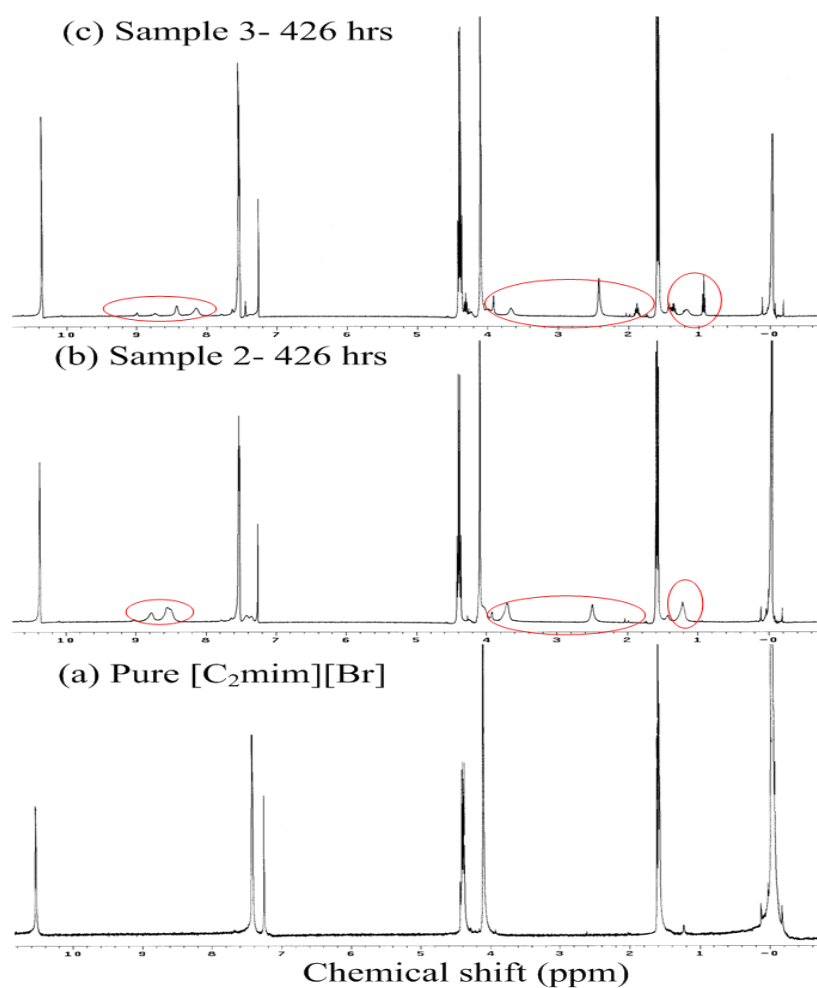 (c) Sample 3- 426 hrs
10 9 8 7 6 5 4 3 2 1 -0
(b) Sample 2- 426 hrs
10 9 8 7 6 5 4 3 2 1 -0
(a) Pure [C₂mim][Br]
10 9 8 7 6 5 4 3 2 1 -0
Chemical shift (ppm)